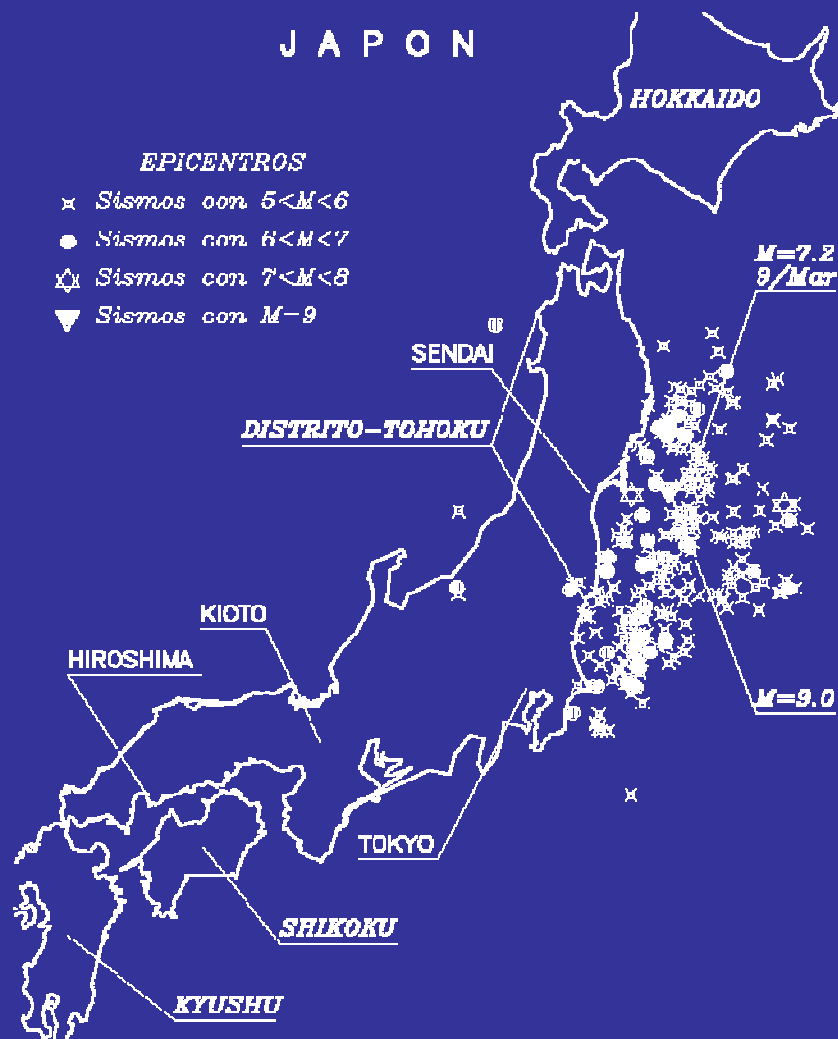 J A P O N
HOKKAIDO
EPICENTROS
Sismos con 5<M<6
Sismos con 6<M<7
Sismos con 7<M<8
Sismos con M-9
M=7.2
9/Mar
SENDAI
DISTRITO-TOHOKU
KIOTO
HIROSHIMA
M=9.0
TOKYO
SHIKOKU
KYUSHU